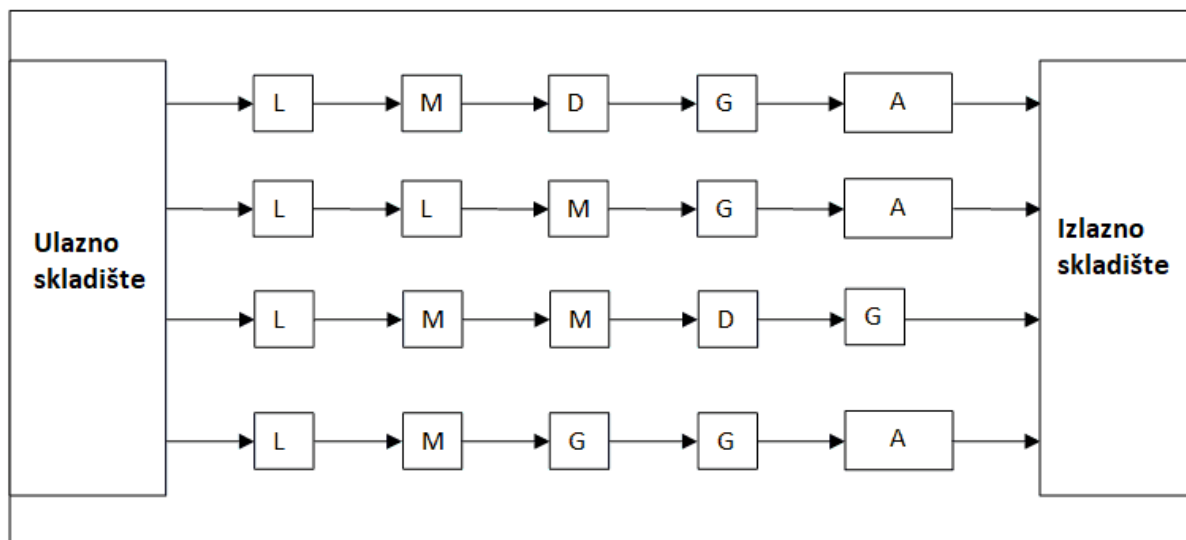 L M D G A
L L M G A
Ulazno
skladište
Izlazno
skladište
L M M D G
L M G G A